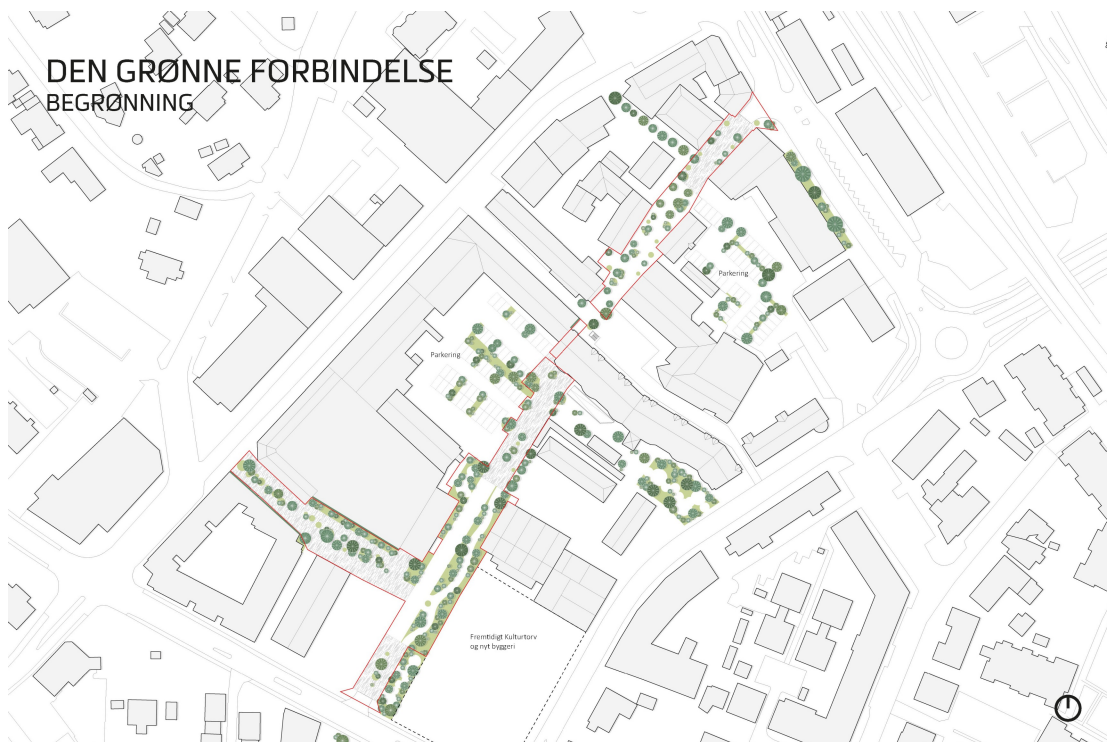 DEN GRØNNE FORBINDELSE
BEGRØNNING
Parkering
Parkering
Fremtidigt Kulturtorv
og nyt byggeri